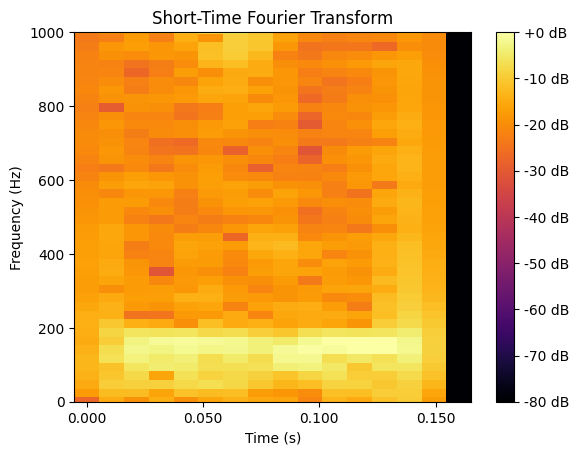 Short-Time Fourier Transform
Frequency (Hz)
1000
800
600
400
200
0
0.000
0.050
0.100
0.150
Time (s)
+0 dB
-10 dB
-20 dB
-30 dB
-40 dB
-50 dB
-60 dB
-70 dB
-80 dB